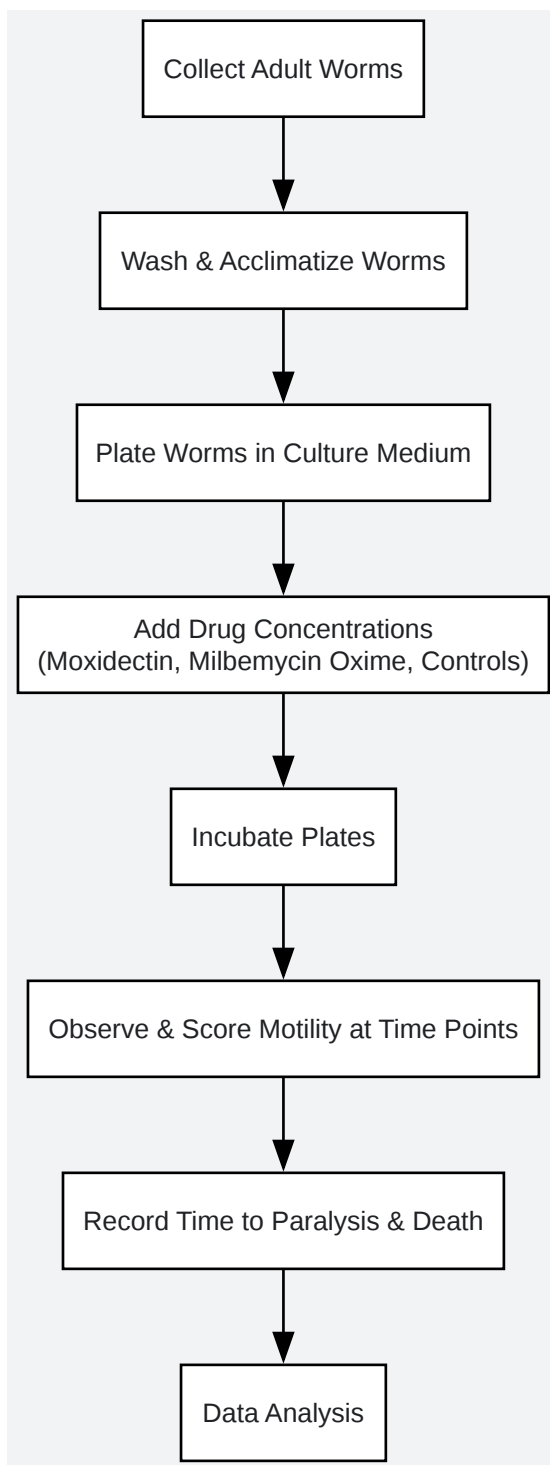 Collect Adult Worms
Wash & Acclimatize Worms
Plate Worms in Culture Medium
Add Drug Concentrations
(Moxidectin, Milbemycin Oxime, Controls)
Incubate Plates
Observe & Score Motility at Time Points
Record Time to Paralysis & Death
Data Analysis